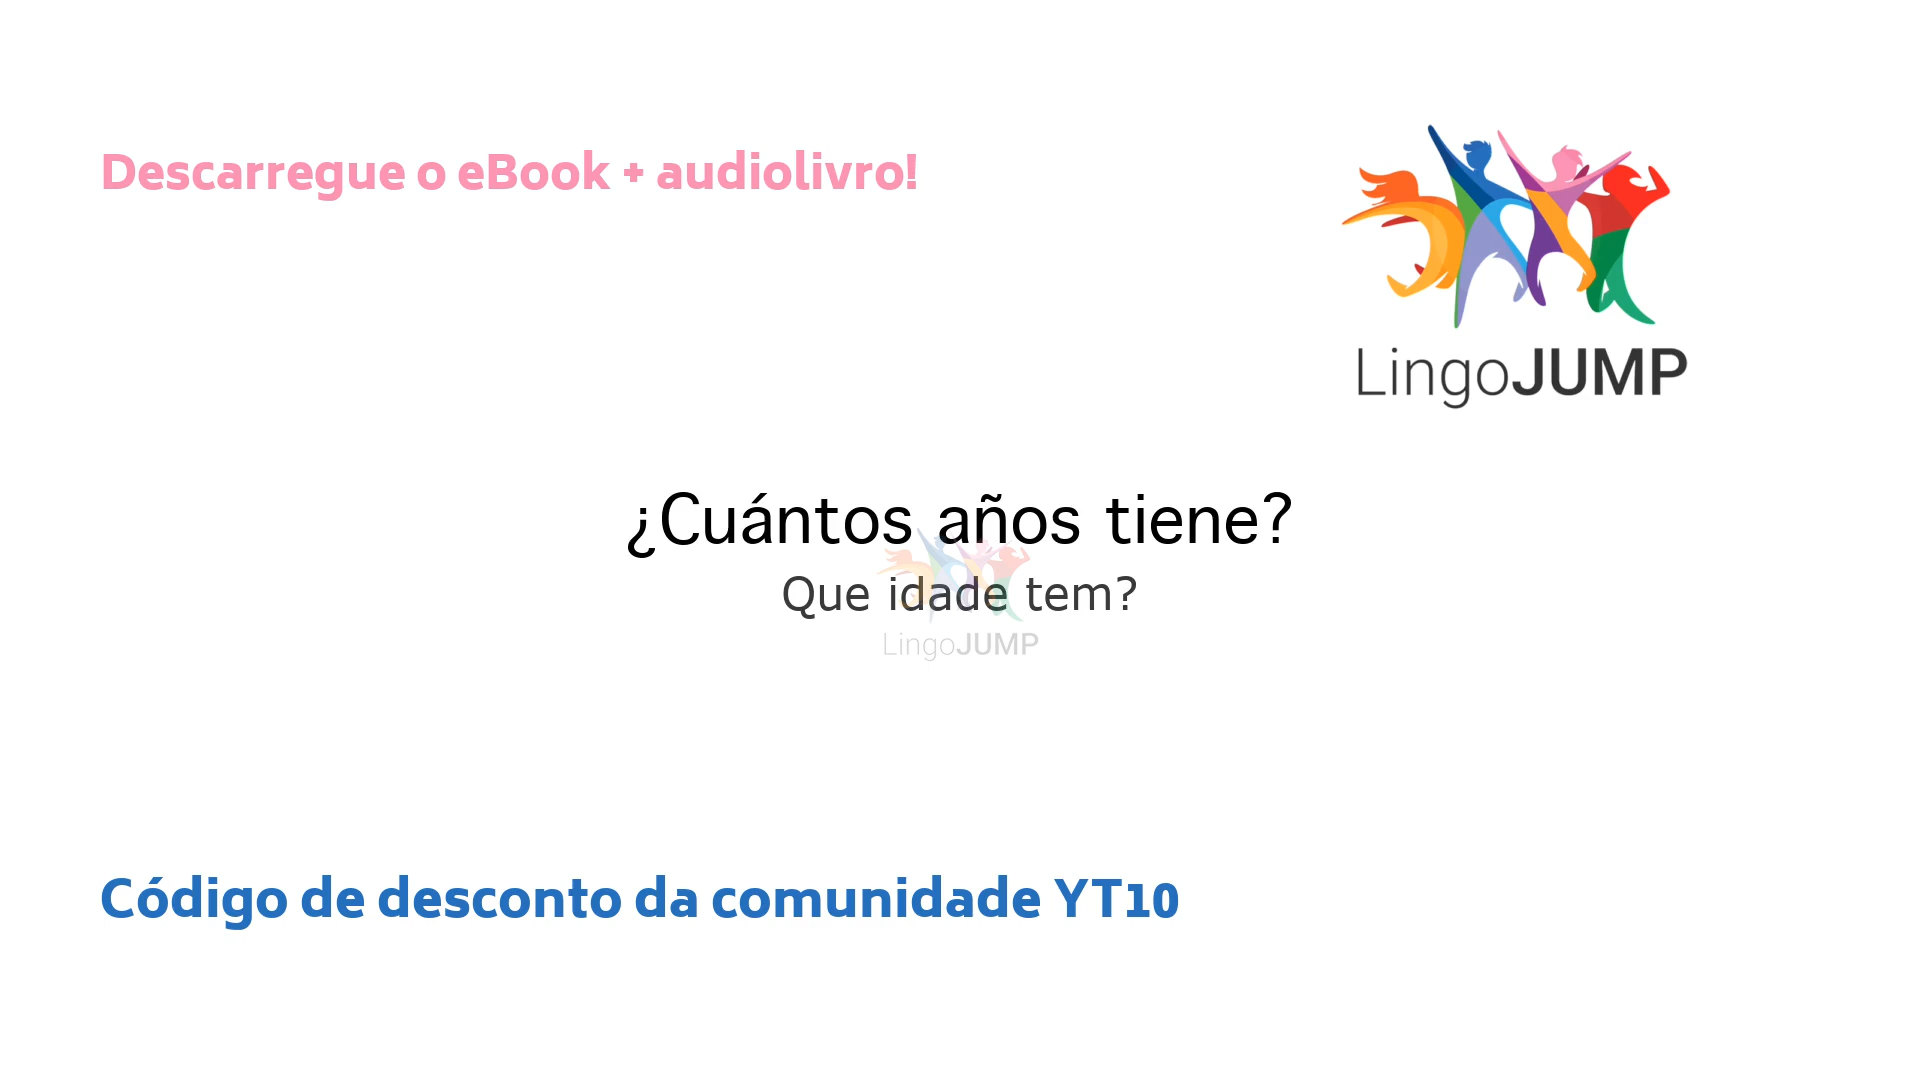 Descarregue o eBook + audiolivro!
LingoJUMP
¿Cuántos años tiene?
Que idade tem?
LingoJUMP
Código de desconto da comunidade YT10